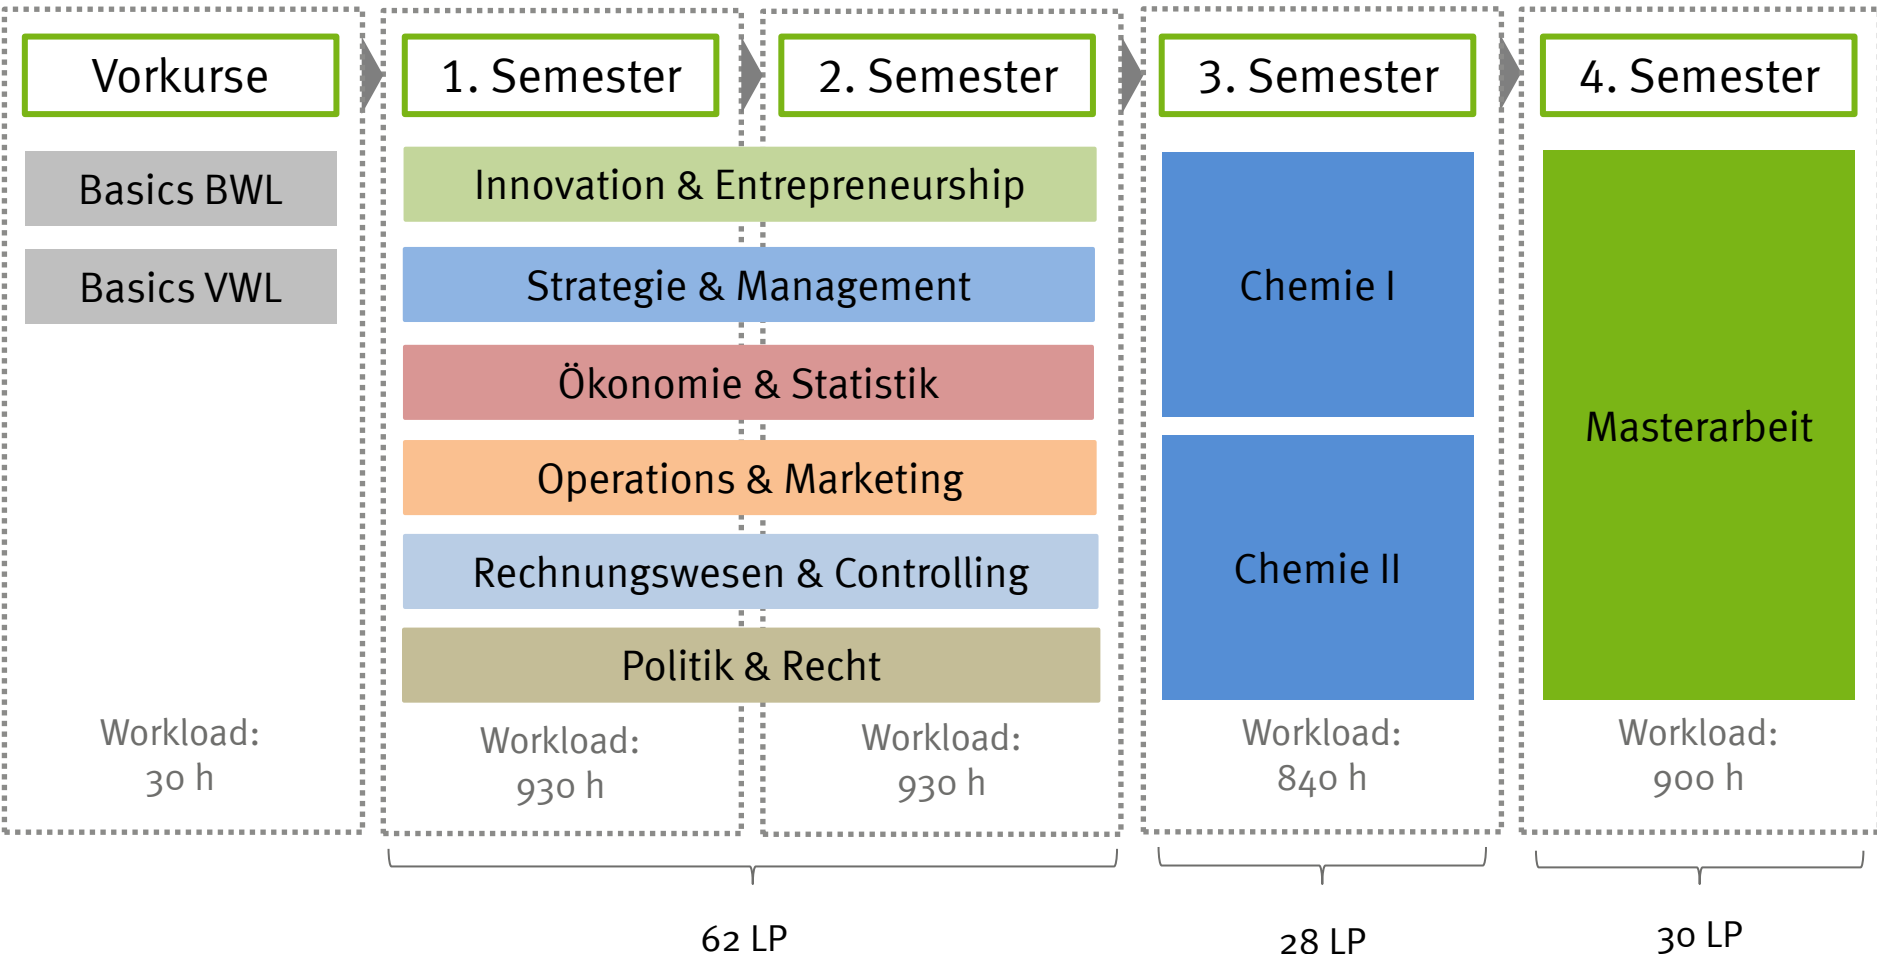 Vorkurse
1. Semester
2. Semester
3. Semester
4. Semester
Basics BWL
Basics VWL
Innovation & Entrepreneurship
Strategie & Management
Ökonomie & Statistik
Operations & Marketing
Rechnungswesen & Controlling
Politik & Recht
Chemie I
Chemie II
Masterarbeit
Workload:
30 h
Workload:
930 h
Workload:
930 h
Workload:
840 h
Workload:
900 h
62 LP
28 LP
30 LP